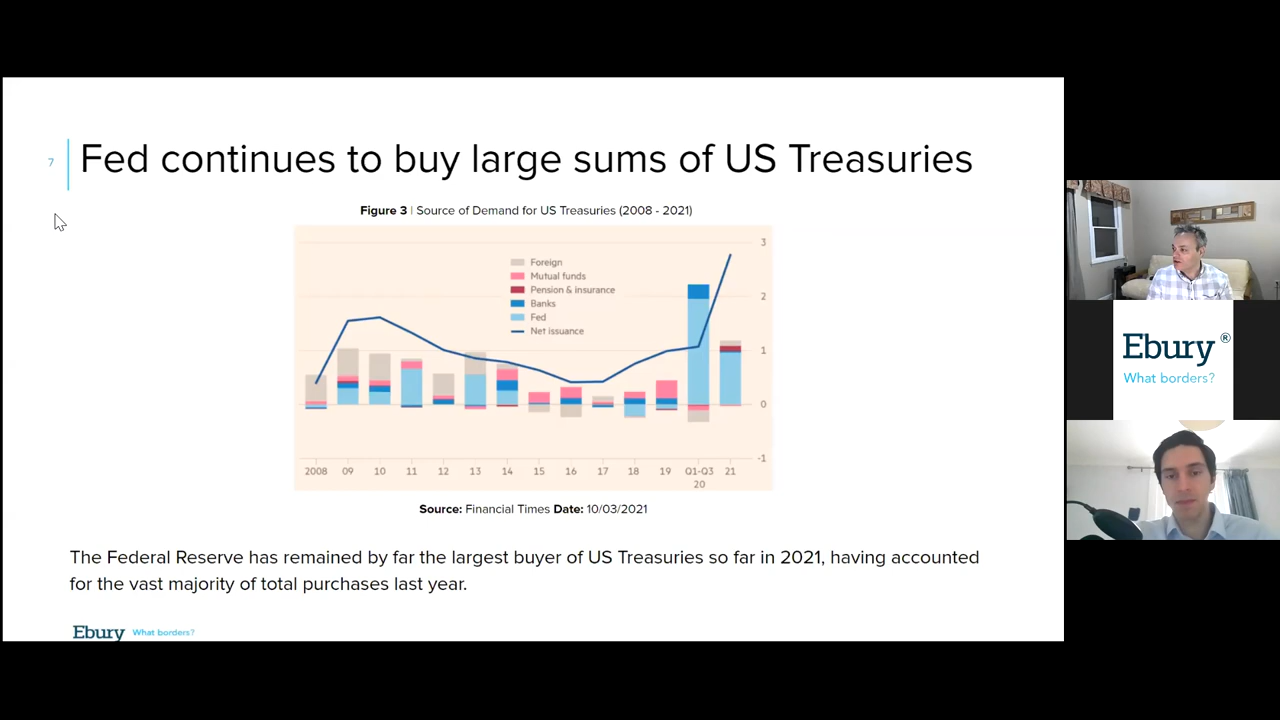 7
Fed continues to buy large sums of US Treasuries
Figure 3 | Source of Demand for US Treasuries (2008 - 2021)
3
Foreign
Mutual funds
Pension & insurance
2
Banks
Fed
Net issuance
1
0
-1
2008 09 10 11 12 13 14 15 16 17 18 19 Q1-Q3 21
20
Source: Financial Times Date: 10/03/2021
The Federal Reserve has remained by far the largest buyer of US Treasuries so far in 2021, having accounted
for the vast majority of total purchases last year.
Ebury What borders?
Ebury®
What borders?